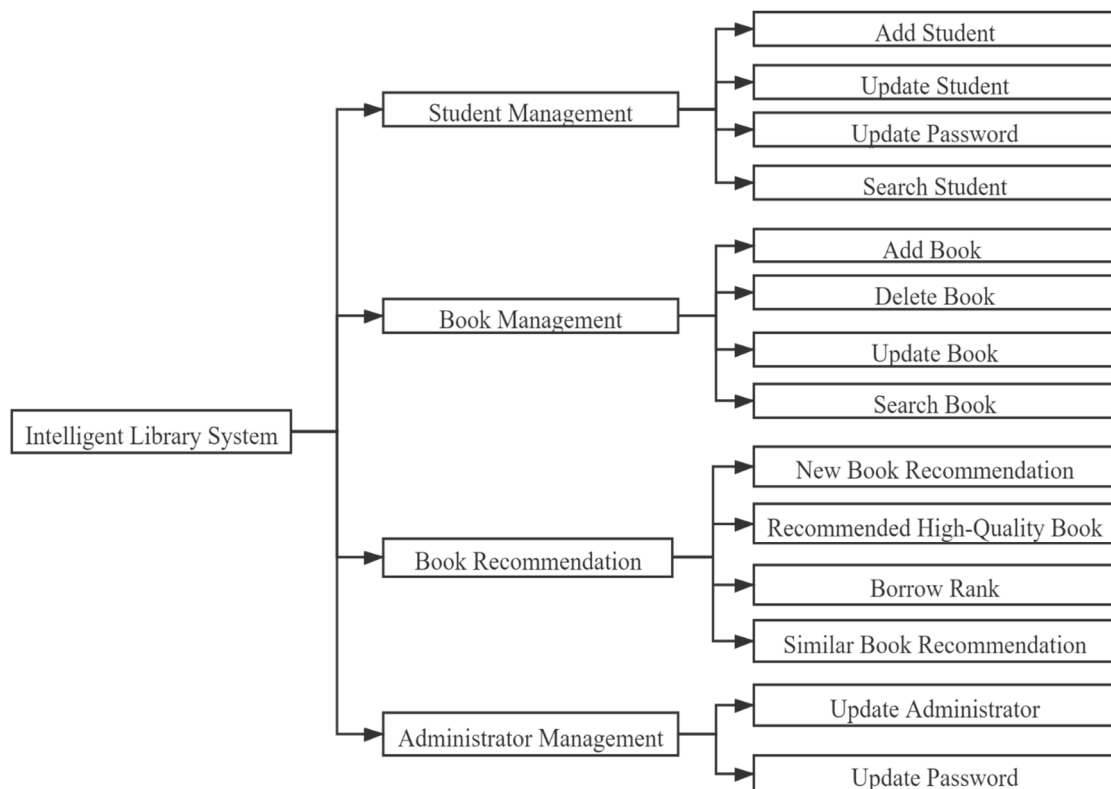 Intelligent Library System
Student Management
Add Student
Update Student
Update Password
Search Student
Book Management
Add Book
Delete Book
Update Book
Search Book
Book Recommendation
New Book Recommendation
Recommended High-Quality Book
Borrow Rank
Similar Book Recommendation
Administrator Management
Update Administrator
Update Password